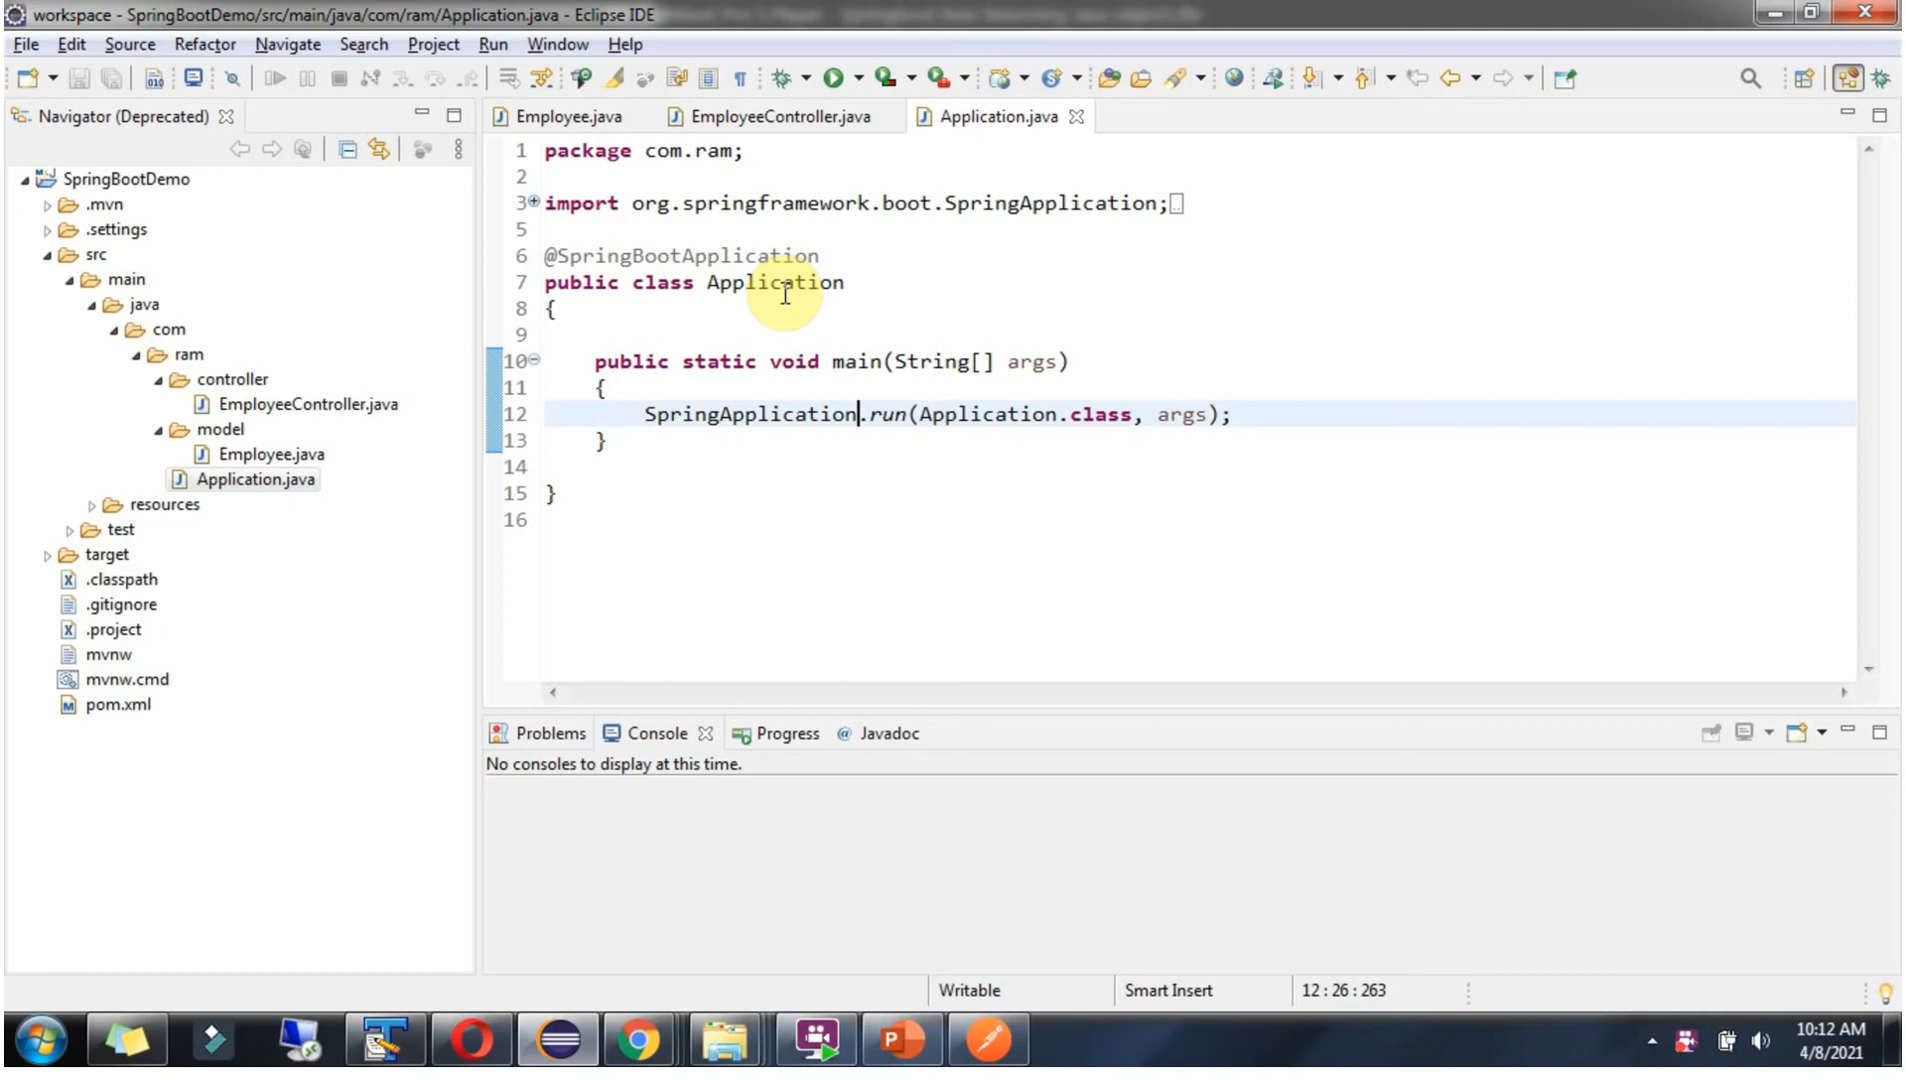 workspace - SpringBootDemo/src/main/java/com/ram/Application.java - Eclipse IDE
File Edit Source Refactor Navigate Search Project Run Window Help
Navigator (Deprecated)
SpringBootDemo
.mvn
.settings
src
main
java
com
ram
controller
EmployeeController.java
model
Employee.java
Application.java
resources
test
target
.classpath
.gitignore
.project
mvnw
mvnw.cmd
pom.xml
Employee.java EmployeeController.java Application.java
1 package com.ram;
2
3 import org.springframework.boot.SpringApplication;
5
6 @SpringBootApplication
7 public class Application
8 {
9
10 public static void main(String[] args)
11 {
12 SpringApplication.run(Application.class, args);
13 }
14
15 }
16
Problems Console Progress @ Javadoc
No consoles to display at this time.
Writable Smart Insert 12 : 26 : 263
10:12 AM
4/8/2021